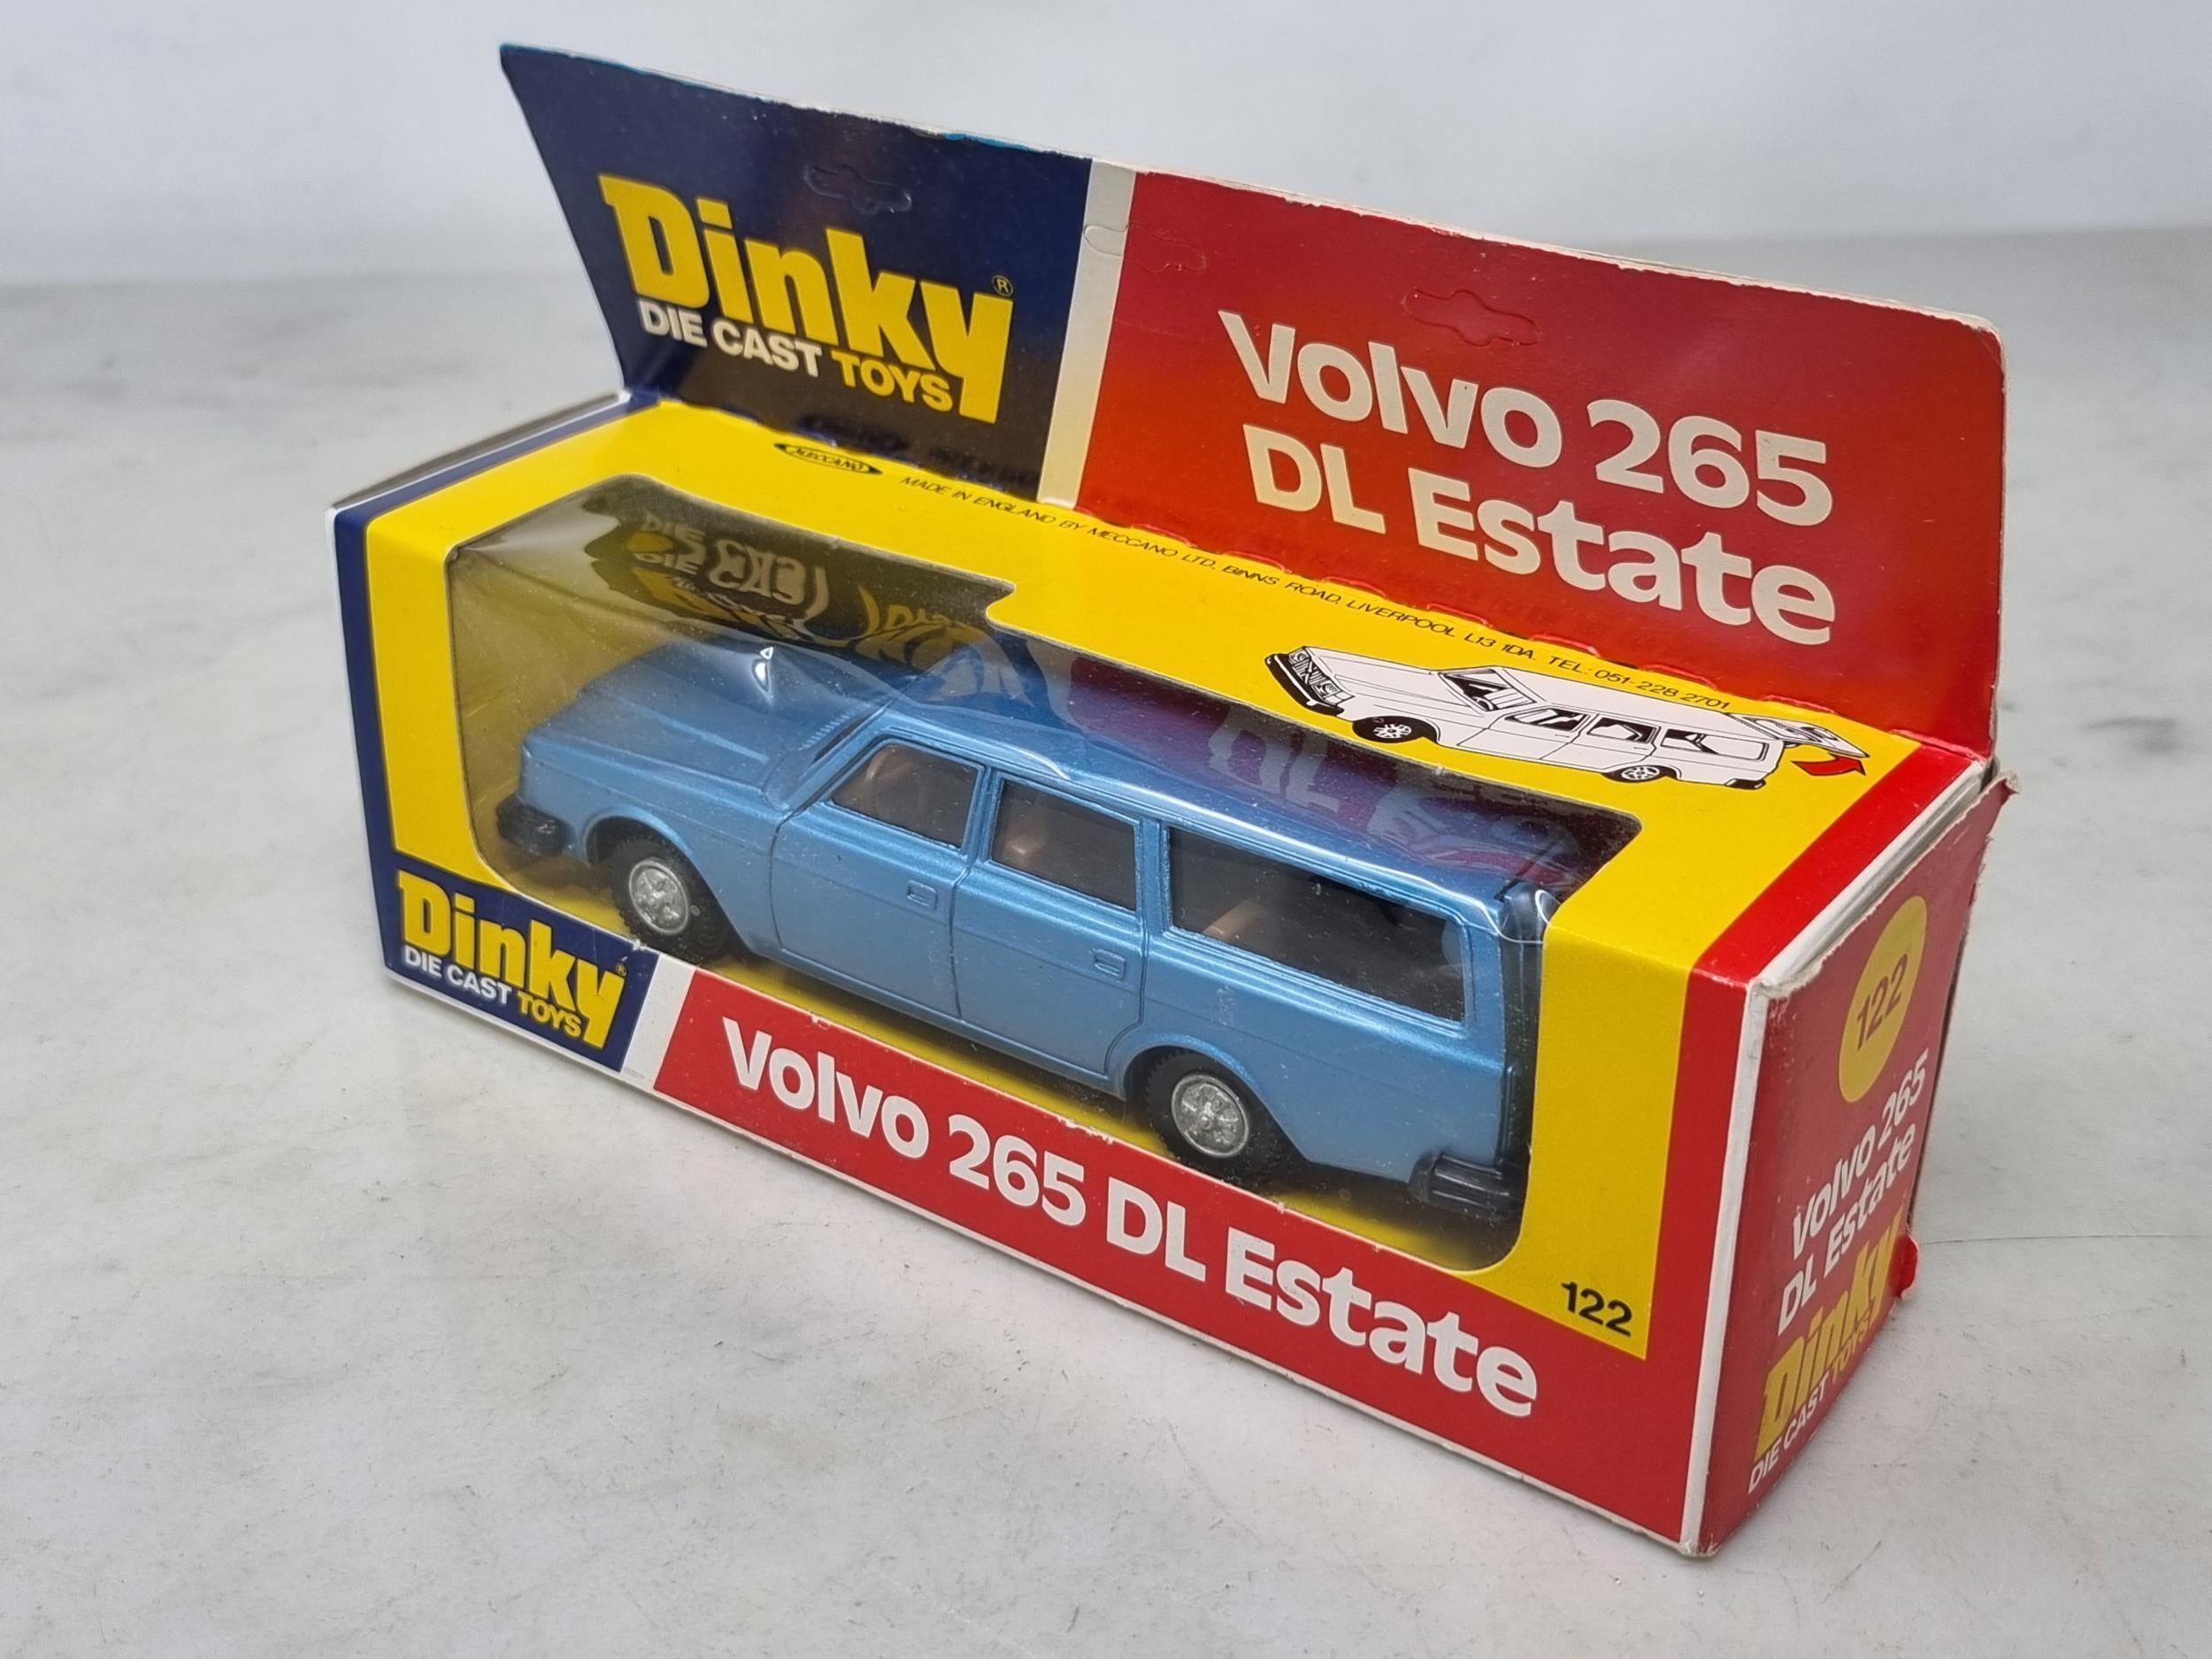 Dinky®
DIE CAST TOYS
Volvo 265
DL Estate
MECCANO
MADE IN ENGLAND BY MECCANO LTD. BINNS ROAD, LIVERPOOL L13 1DA. TEL: 051-228 2701
Dinky®
DIE CAST TOYS
Volvo 265 DL Estate
122
122
Volvo 265
DL Estate
Dinky
DIE CAST TOYS